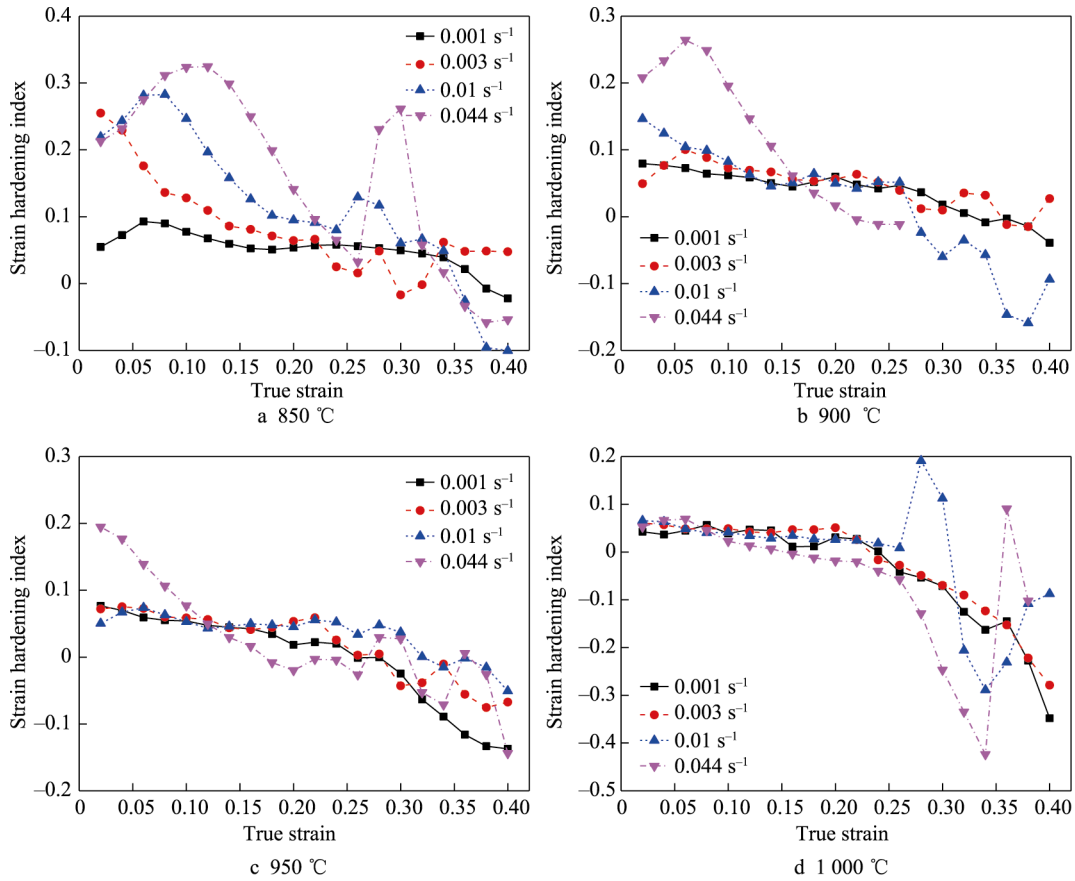 0.4
0.3
0.2
0.1
0
–0.1
Strain hardening index
0.001 s⁻¹
0.003 s⁻¹
0.01 s⁻¹
0.044 s⁻¹
0 0.05 0.10 0.15 0.20 0.25 0.30 0.35 0.40
True strain
a 850 ℃
0.3
0.2
0.1
0
–0.1
–0.2
Strain hardening index
0.001 s⁻¹
0.003 s⁻¹
0.01 s⁻¹
0.044 s⁻¹
0 0.05 0.10 0.15 0.20 0.25 0.30 0.35 0.40
True strain
b 900 ℃
0.3
0.2
0.1
0
–0.1
–0.2
Strain hardening index
0.001 s⁻¹
0.003 s⁻¹
0.01 s⁻¹
0.044 s⁻¹
0 0.05 0.10 0.15 0.20 0.25 0.30 0.35 0.40
True strain
c 950 ℃
0.2
0.1
0
–0.1
–0.2
–0.3
–0.4
–0.5
Strain hardening index
0.001 s⁻¹
0.003 s⁻¹
0.01 s⁻¹
0.044 s⁻¹
0 0.05 0.10 0.15 0.20 0.25 0.30 0.35 0.40
True strain
d 1 000 ℃